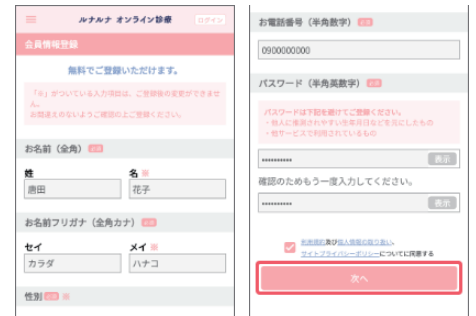 ルナルナ オンライン診療
ログイン
会員情報登録
無料でご登録いただけます。
「※」がついている入力項目は、ご登録後の変更ができません。
お間違えのないようご確認の上ご登録ください。
お名前（全角） 必須
姓 名 ※
唐田 花子
お名前フリガナ（全角カナ） 必須
セイ メイ ※
カラダ ハナコ
性別 必須 ※
お電話番号（半角数字） 必須
0900000000
パスワード（半角英数字） 必須
パスワードは下記を避けてご登録ください。
・他人に推測されやすい生年月日などを元にしたもの
・他サービスで利用されているもの
•••••••••• 表示
確認のためもう一度入力してください。
•••••••••• 表示
利用規約及び個人情報の取り扱い、
サイトプライバシーポリシーについてに同意する
次へ